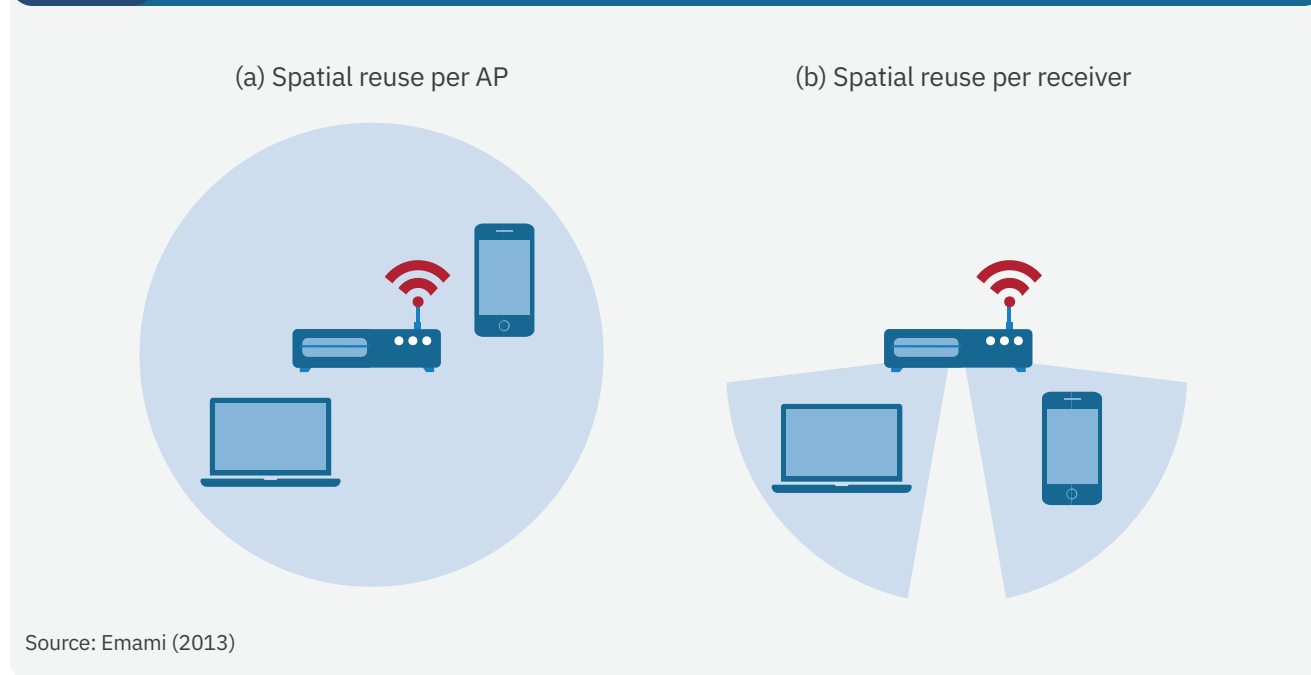 (a) Spatial reuse per AP
(b) Spatial reuse per receiver
Source: Emami (2013)